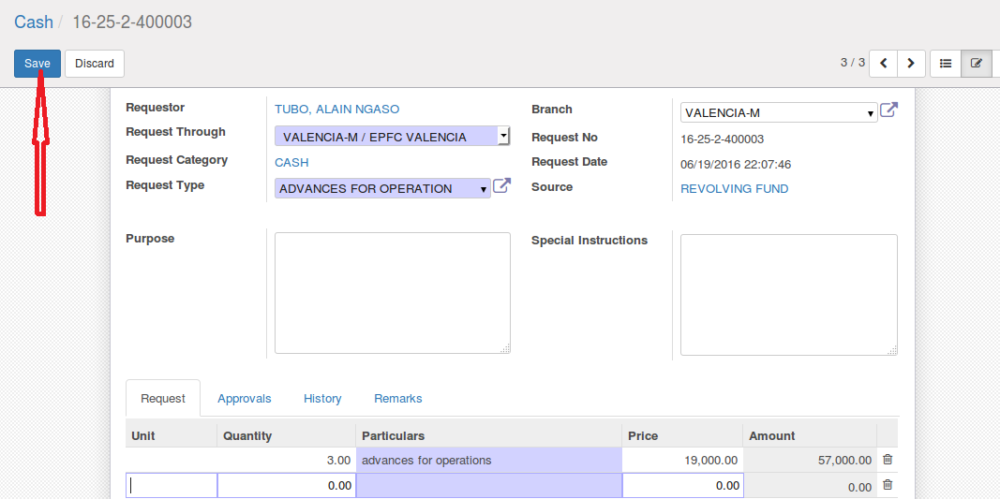 Cash / 16-25-2-400003
Save Discard 3 / 3
Requestor TUBO, ALAIN NGASO Branch VALENCIA-M
Request Through VALENCIA-M / EPFC VALENCIA Request No 16-25-2-400003
Request Category CASH Request Date 06/19/2016 22:07:46
Request Type ADVANCES FOR OPERATION Source REVOLVING FUND
Purpose Special Instructions
Request Approvals History Remarks
Unit Quantity Particulars Price Amount
3.00 advances for operations 19,000.00 57,000.00
0.00 0.00 0.00